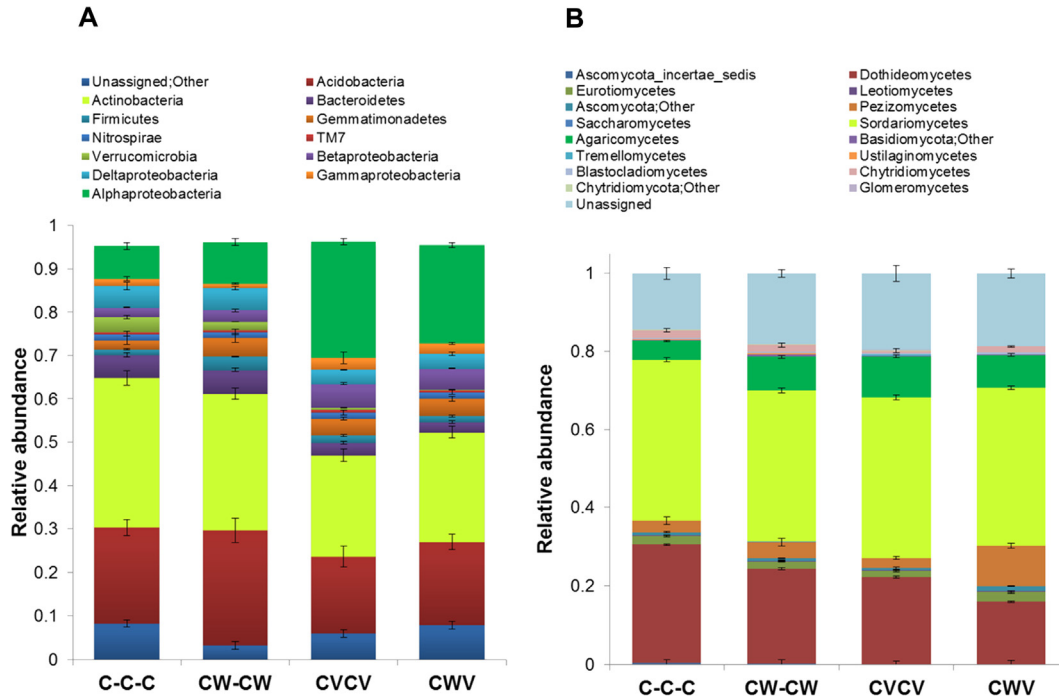 A
B
Unassigned;Other
Acidobacteria
Actinobacteria
Bacteroidetes
Firmicutes
Gemmatimonadetes
Nitrospirae
TM7
Verrucomicrobia
Betaproteobacteria
Deltaproteobacteria
Gammaproteobacteria
Alphaproteobacteria
Ascomycota_incertae_sedis
Dothideomycetes
Eurotiomycetes
Leotiomycetes
Ascomycota;Other
Pezizomycetes
Saccharomycetes
Sordariomycetes
Agaricomycetes
Basidiomycota;Other
Tremellomycetes
Ustilaginomycetes
Blastocladiomycetes
Chytridiomycetes
Chytridiomycota;Other
Glomeromycetes
Unassigned
Relative abundance
1
0.9
0.8
0.7
0.6
0.5
0.4
0.3
0.2
0.1
0
C-C-C
CW-CW
CVCV
CWV
Relative abundance
1
0.8
0.6
0.4
0.2
0
C-C-C
CW-CW
CVCV
CWV